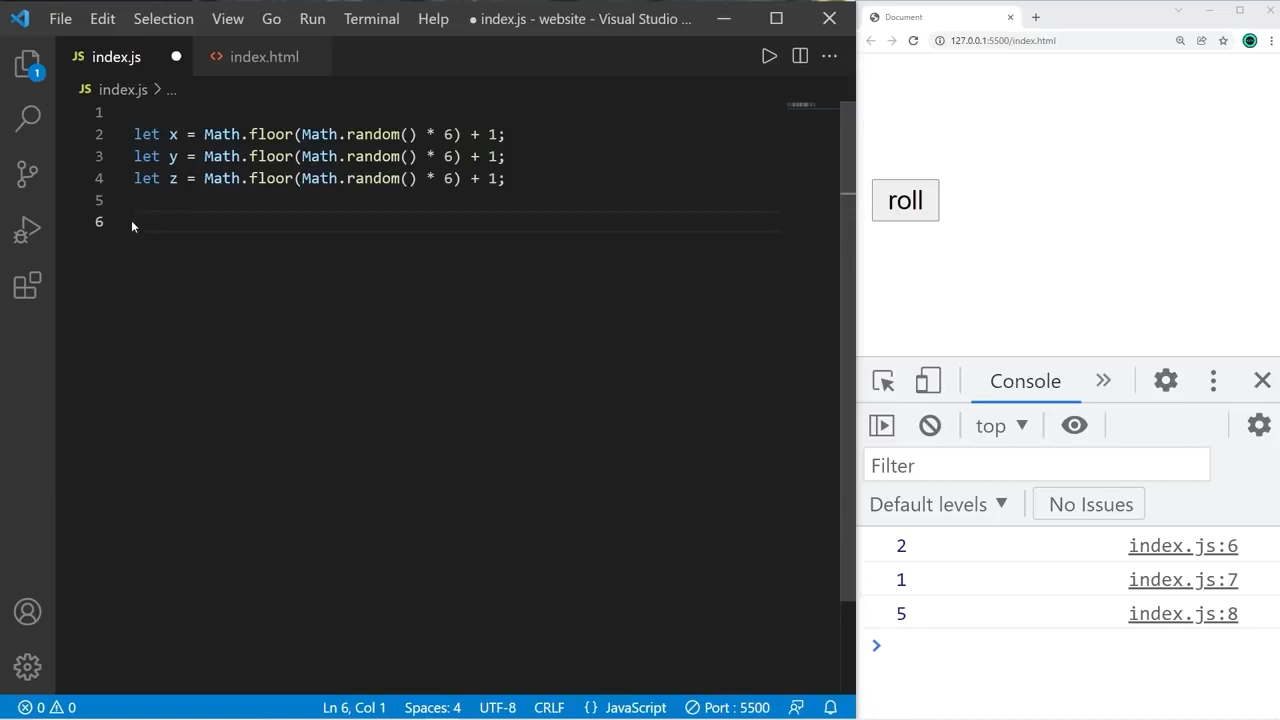 File Edit Selection View Go Run Terminal Help ● index.js - website - Visual Studio ...
JS index.js ● <> index.html
JS index.js > ...
1
2 let x = Math.floor(Math.random() * 6) + 1;
3 let y = Math.floor(Math.random() * 6) + 1;
4 let z = Math.floor(Math.random() * 6) + 1;
5
6
1
0 0 Ln 6, Col 1 Spaces: 4 UTF-8 CRLF {} JavaScript Port : 5500
Document
127.0.0.1:5500/index.html
roll
Console
top
Filter
Default levels No Issues
2 index.js:6
1 index.js:7
5 index.js:8